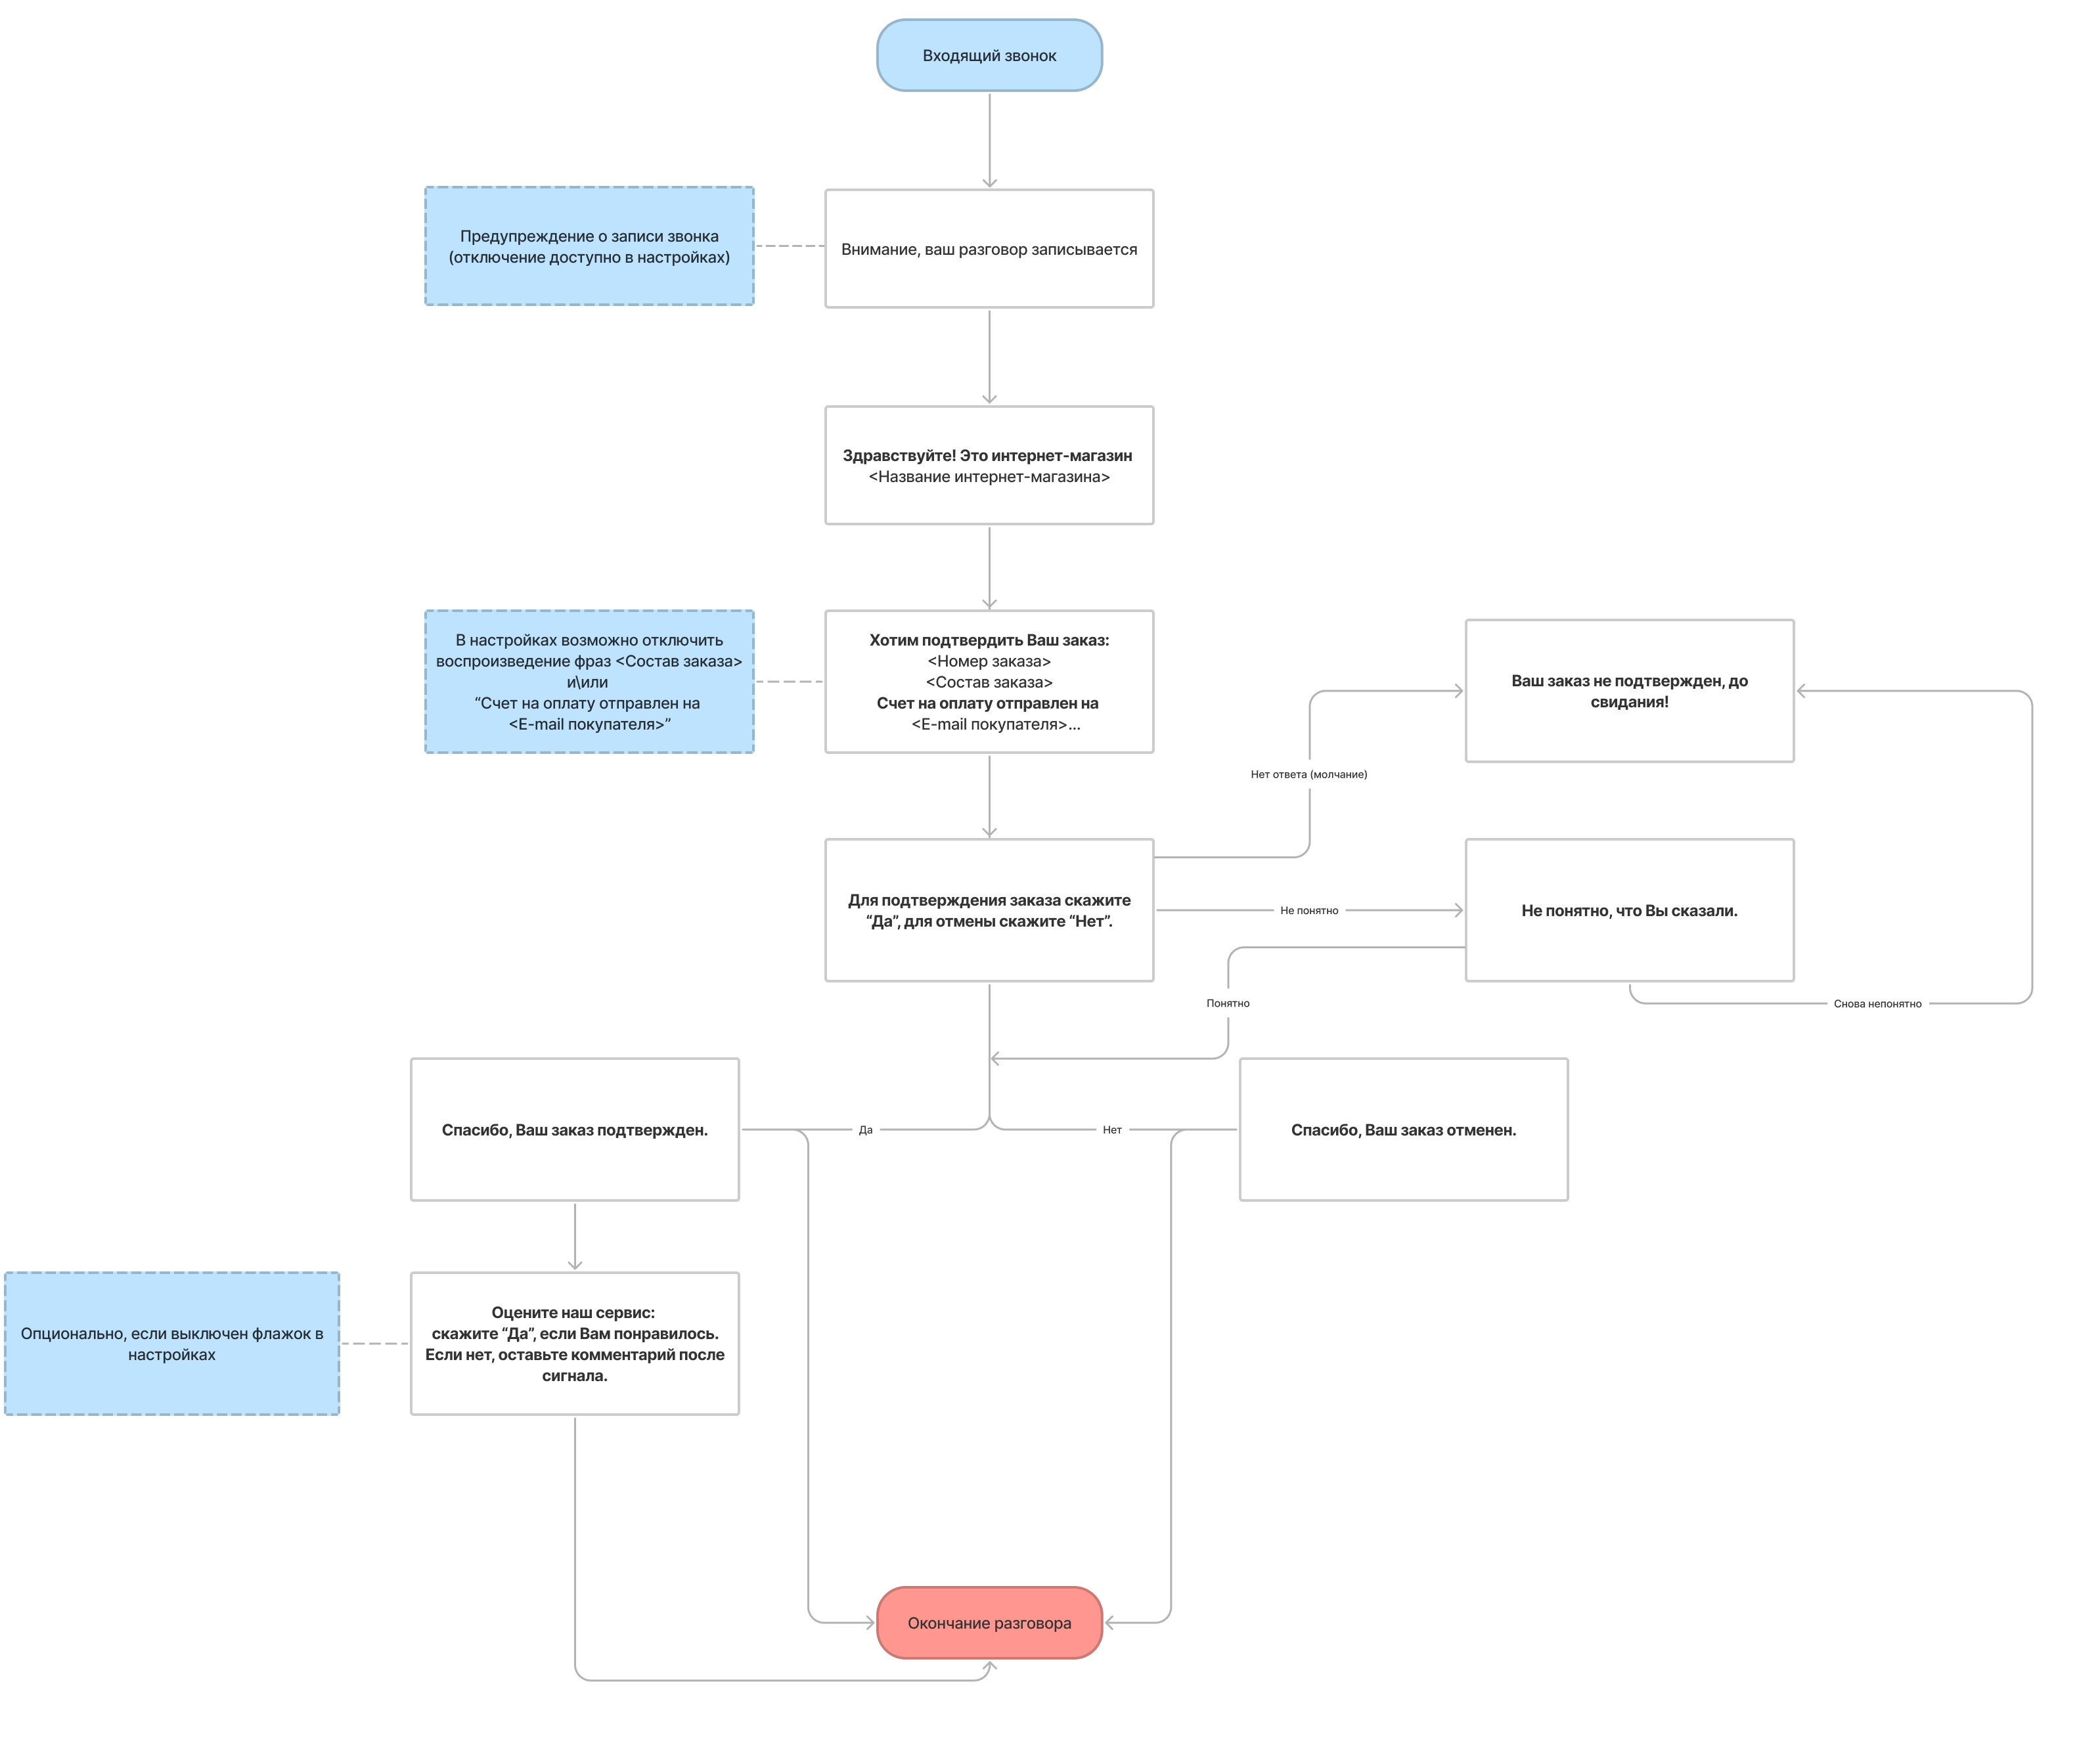 Входящий звонок
Предупреждение о записи звонка
(отключение доступно в настройках)
Внимание, ваш разговор записывается
Здравствуйте! Это интернет-магазин
<Название интернет-магазина>
В настройках возможно отключить
воспроизведение фраз <Состав заказа>
и\или
“Счет на оплату отправлен на
<E-mail покупателя>”
Хотим подтвердить Ваш заказ:
<Номер заказа>
<Состав заказа>
Счет на оплату отправлен на
<E-mail покупателя>...
Ваш заказ не подтвержден, до
свидания!
Нет ответа (молчание)
Для подтверждения заказа скажите
“Да”, для отмены скажите “Нет”.
Не понятно
Не понятно, что Вы сказали.
Понятно
Снова непонятно
Спасибо, Ваш заказ подтвержден.
Да
Нет
Спасибо, Ваш заказ отменен.
Опционально, если выключен флажок в
настройках
Оцените наш сервис:
скажите “Да”, если Вам понравилось.
Если нет, оставьте комментарий после
сигнала.
Окончание разговора